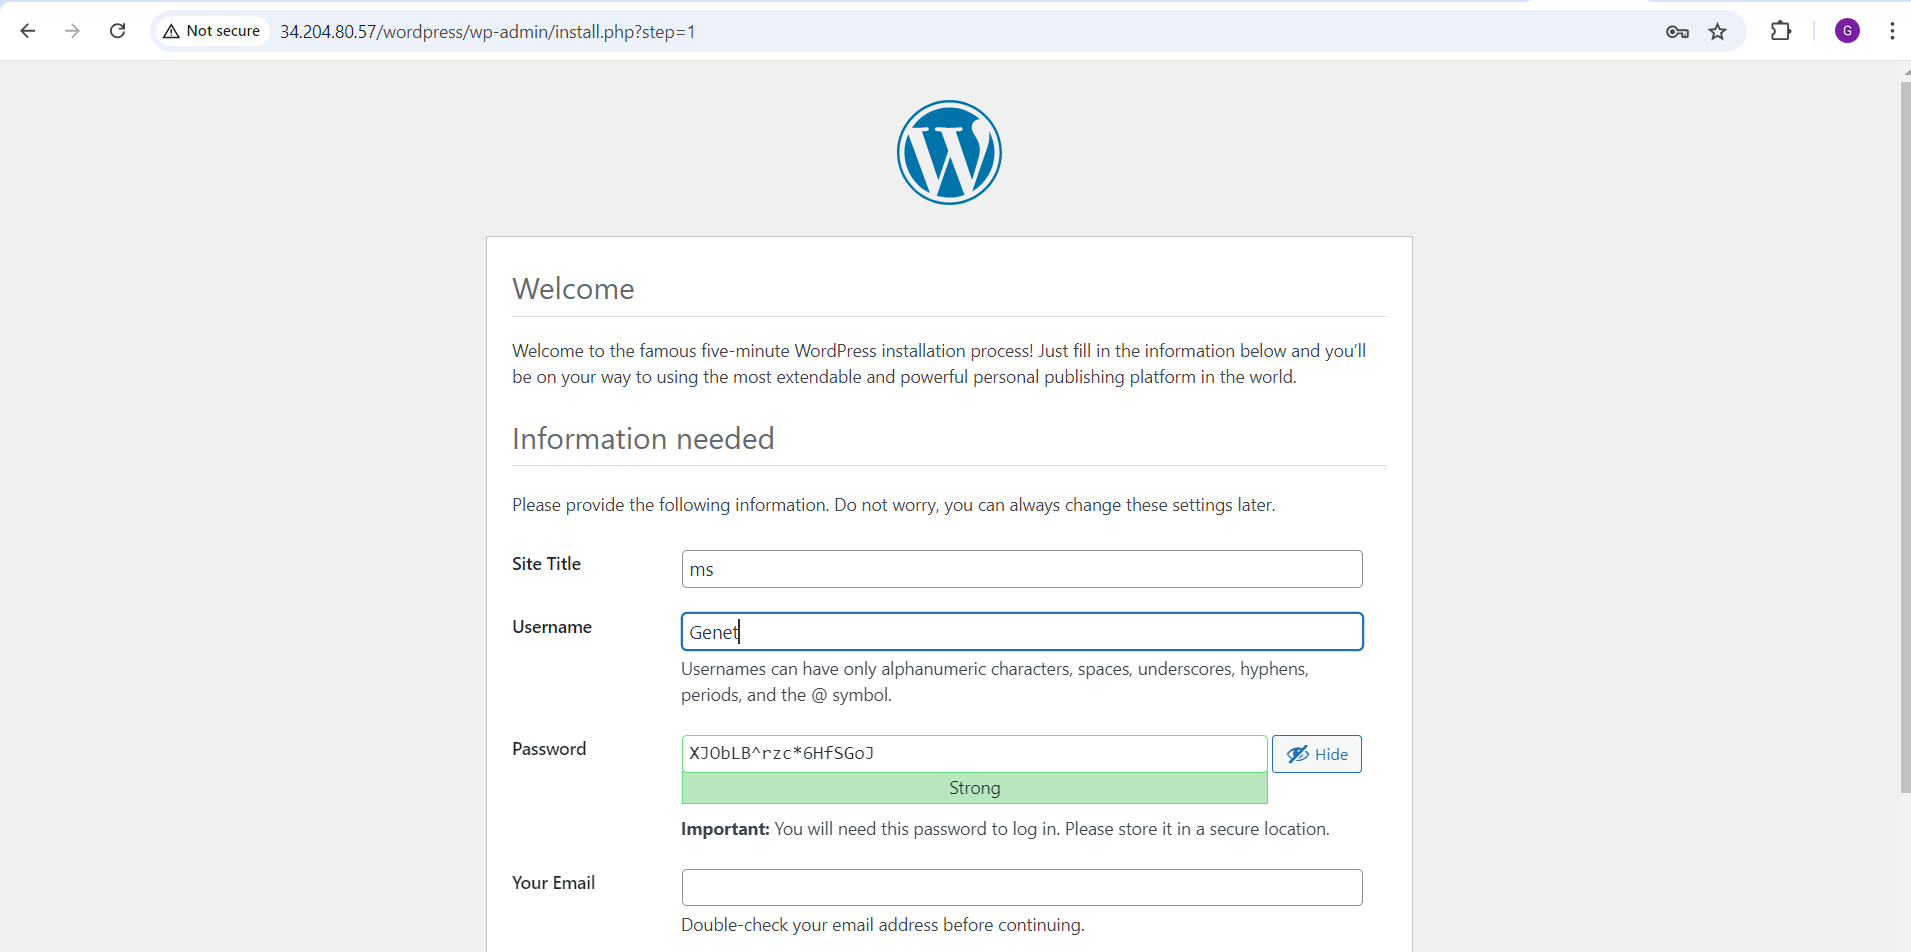 Not secure
34.204.80.57/wordpress/wp-admin/install.php?step=1
G
Welcome
Welcome to the famous five-minute WordPress installation process! Just fill in the information below and you’ll
be on your way to using the most extendable and powerful personal publishing platform in the world.
Information needed
Please provide the following information. Do not worry, you can always change these settings later.
Site Title
ms
Username
Genet
Usernames can have only alphanumeric characters, spaces, underscores, hyphens,
periods, and the @ symbol.
Password
XJObLB^rzc*6HfSGoJ
Hide
Strong
Important: You will need this password to log in. Please store it in a secure location.
Your Email
Double-check your email address before continuing.